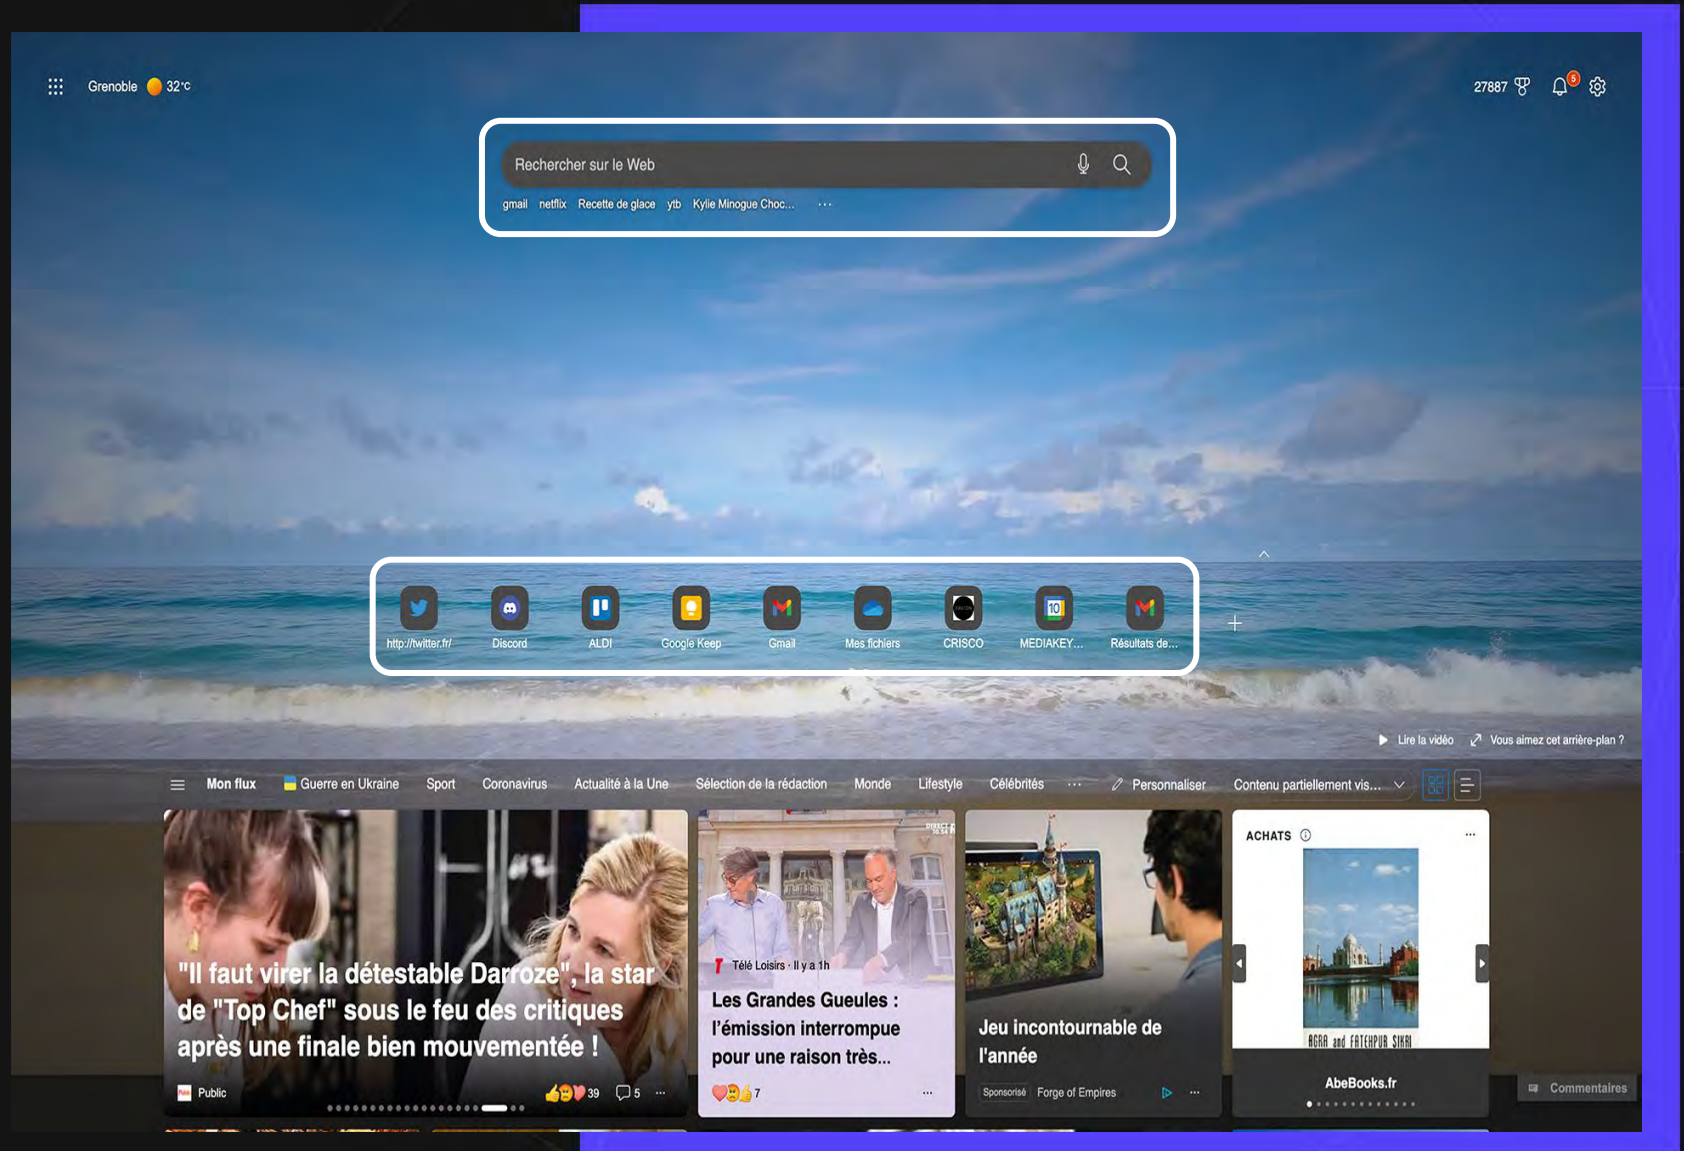 Grenoble 32°C
27887
5
Rechercher sur le Web
gmail netflix Recette de glace ytb Kylie Minogue Choc... ...
http://twitter.fr/ Discord ALDI Google Keep Gmail Mes fichiers CRISCO MEDIAKEY... Résultats de...
10
Lire la vidéo Vous aimez cet arrière-plan ?
Mon flux Guerre en Ukraine Sport Coronavirus Actualité à la Une Sélection de la rédaction Monde Lifestyle Célébrités ... Personnaliser Contenu partiellement vis...
"Il faut virer la détestable Darroze", la star
de "Top Chef" sous le feu des critiques
après une finale bien mouvementée !
Public 39 5 ...
DIRECT
10.54
Télé Loisirs · Il y a 1h
Les Grandes Gueules :
l'émission interrompue
pour une raison très...
7 ...
Jeu incontournable de
l'année
Sponsorisé Forge of Empires ...
ACHATS ...
AGRA and FATEHPUR SIKRI
AbeBooks.fr
Commentaires